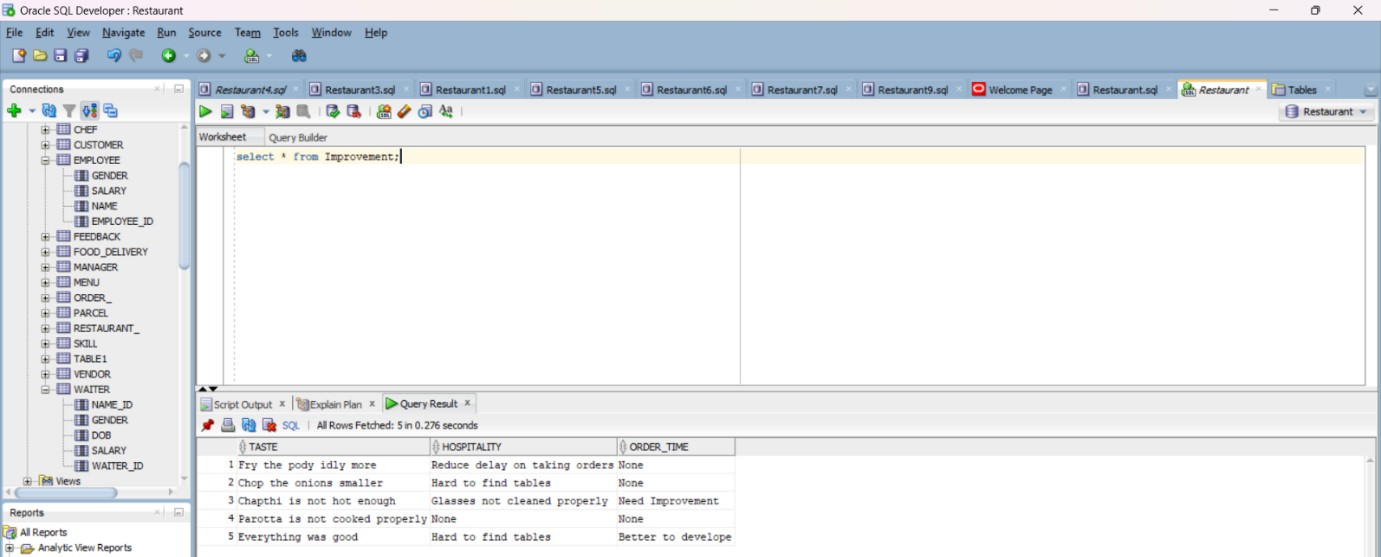 Oracle SQL Developer : Restaurant
File Edit View Navigate Run Source Team Tools Window Help
Connections
Restaurant4.sql Restaurant3.sql Restaurant1.sql Restaurant5.sql Restaurant6.sql Restaurant7.sql Restaurant9.sql Welcome Page Restaurant.sql Restaurant Tables
Restaurant
Worksheet Query Builder
select * from Improvement;
CHEF
CUSTOMER
EMPLOYEE
GENDER
SALARY
NAME
EMPLOYEE_ID
FEEDBACK
FOOD_DELIVERY
MANAGER
MENU
ORDER_
PARCEL
RESTAURANT_
SKILL
TABLE1
VENDOR
WAITER
NAME_ID
GENDER
DOB
SALARY
WAITER_ID
Views
Reports
All Reports
Analytic View Reports
Script Output Explain Plan Query Result
SQL All Rows Fetched: 5 in 0.276 seconds
TASTE HOSPITALITY ORDER_TIME
1 Fry the pody idly more Reduce delay on taking orders None
2 Chop the onions smaller Hard to find tables None
3 Chapthi is not hot enough Glasses not cleaned properly Need Improvement
4 Parotta is not cooked properly None None
5 Everything was good Hard to find tables Better to develope